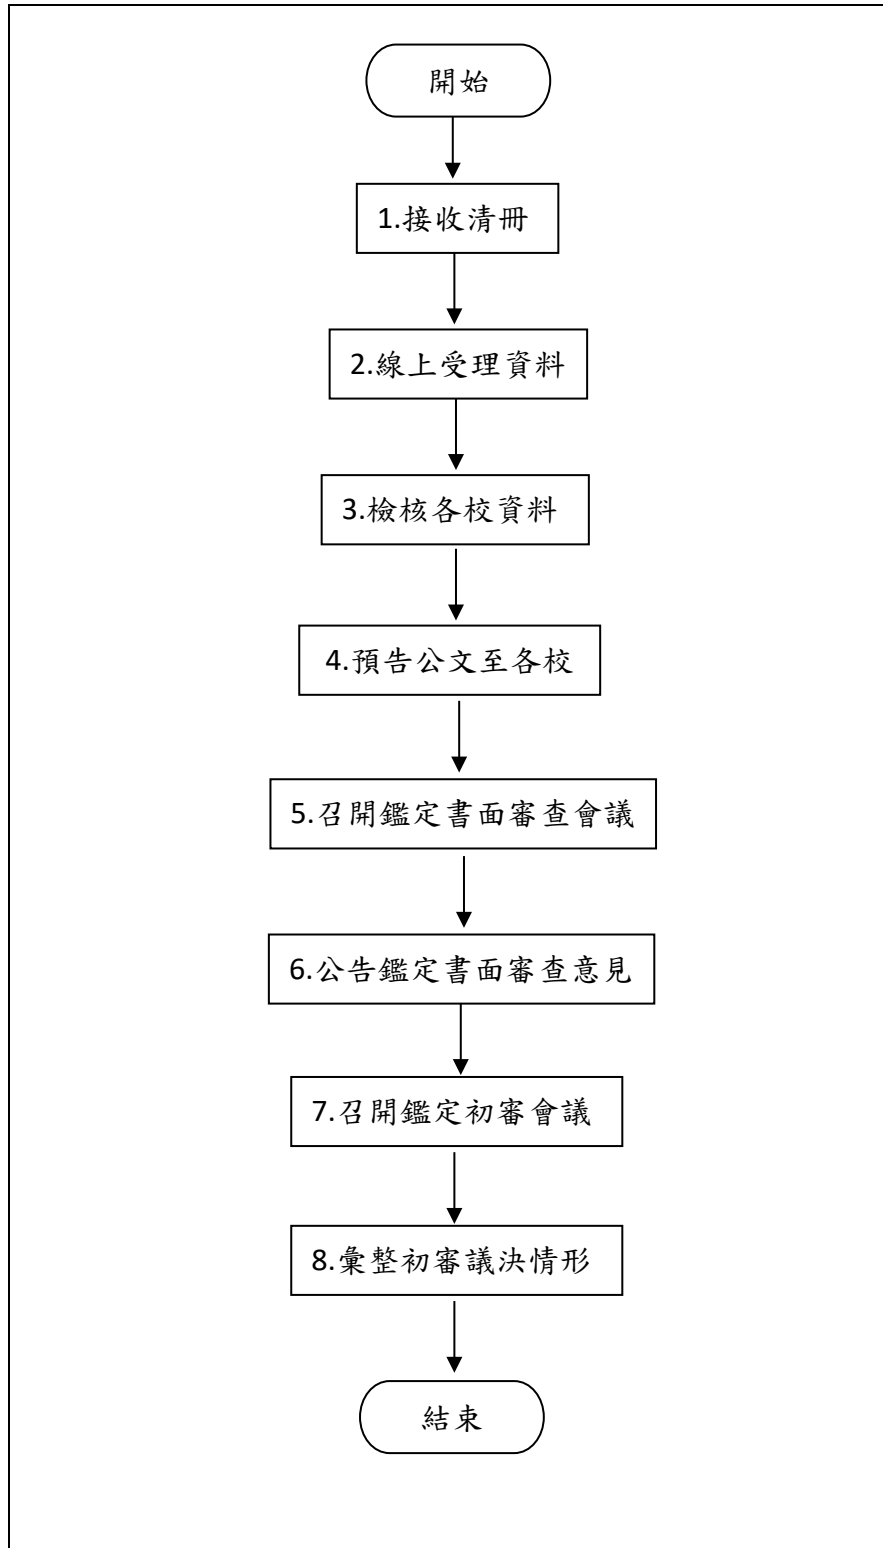 開始
1.接收清冊
2.線上受理資料
3.檢核各校資料
4.預告公文至各校
5.召開鑑定書面審查會議
6.公告鑑定書面審查意見
7.召開鑑定初審會議
8.彙整初審議決情形
結束